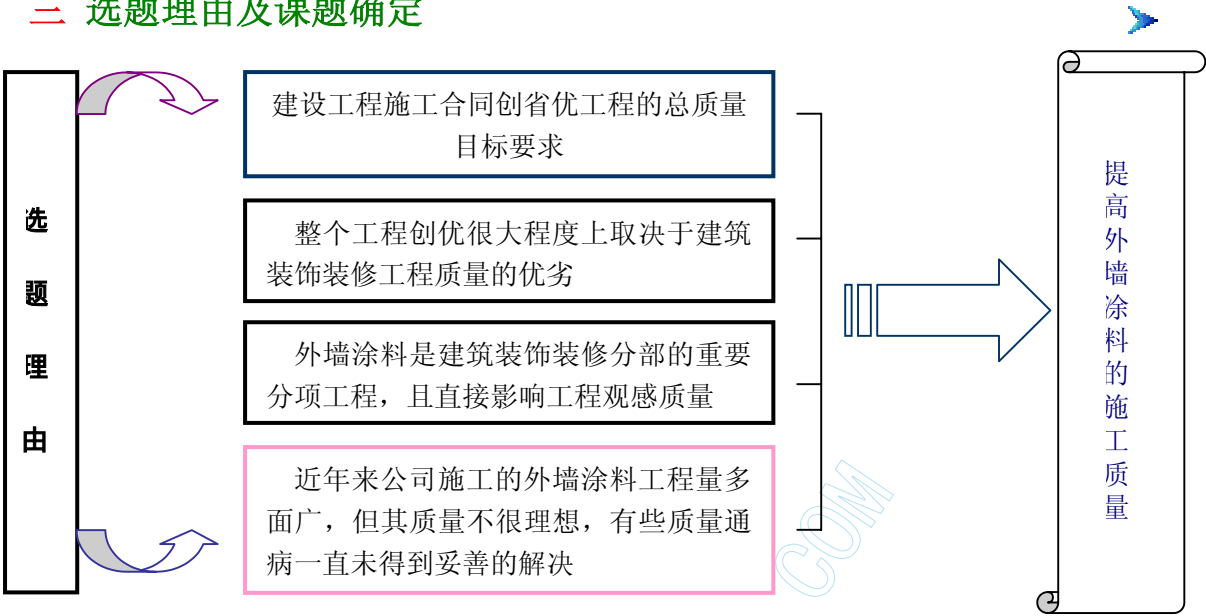 三 选题理由及课题确定
选题理由
建设工程施工合同创省优工程的总质量
目标要求
整个工程创优很大程度上取决于建筑
装饰装修工程质量的优劣
外墙涂料是建筑装饰装修分部的重要
分项工程，且直接影响工程观感质量
近年来公司施工的外墙涂料工程量多
面广，但其质量不很理想，有些质量通
病一直未得到妥善的解决
提高外墙涂料的施工质量
COM